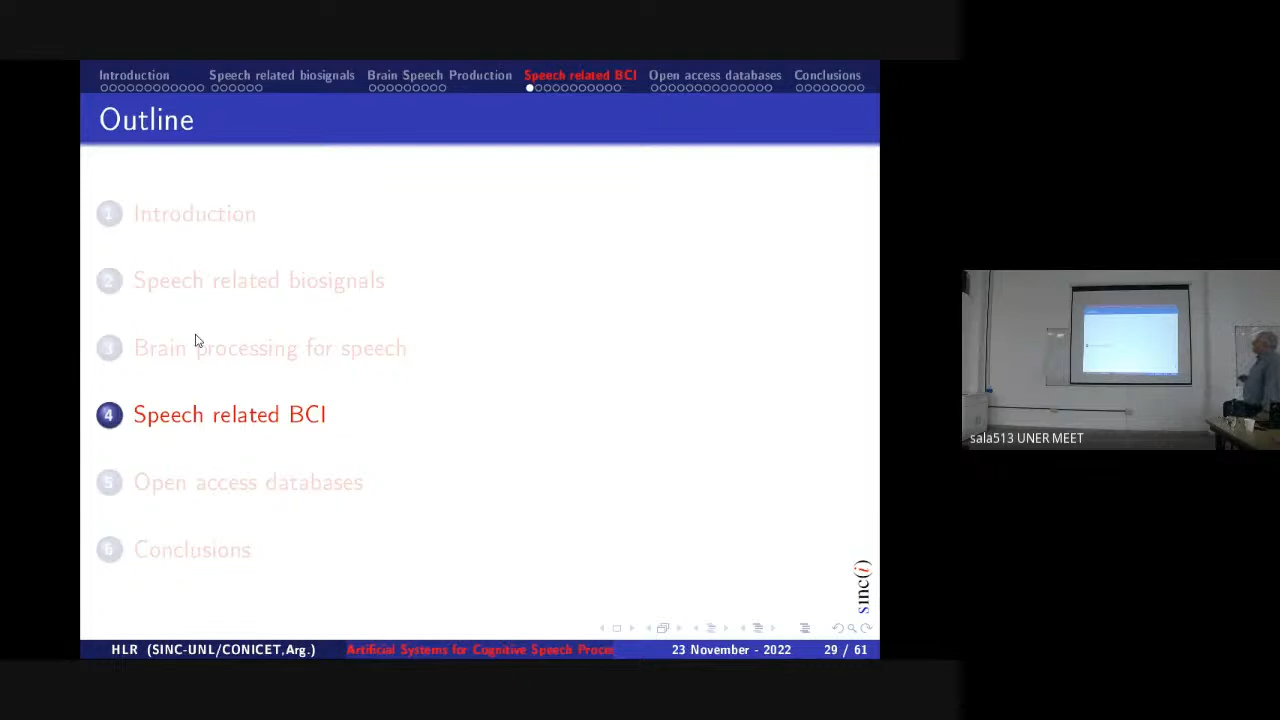 Introduction Speech related biosignals Brain Speech Production Speech related BCI Open access databases Conclusions
Outline
1 Introduction
2 Speech related biosignals
3 Brain processing for speech
4 Speech related BCI
5 Open access databases
6 Conclusions
sinc(i)
sala513 UNER MEET
HLR (SINC-UNL/CONICET,Arg.) Artificial Systems for Cognitive Speech Proce 23 November - 2022 29 / 61